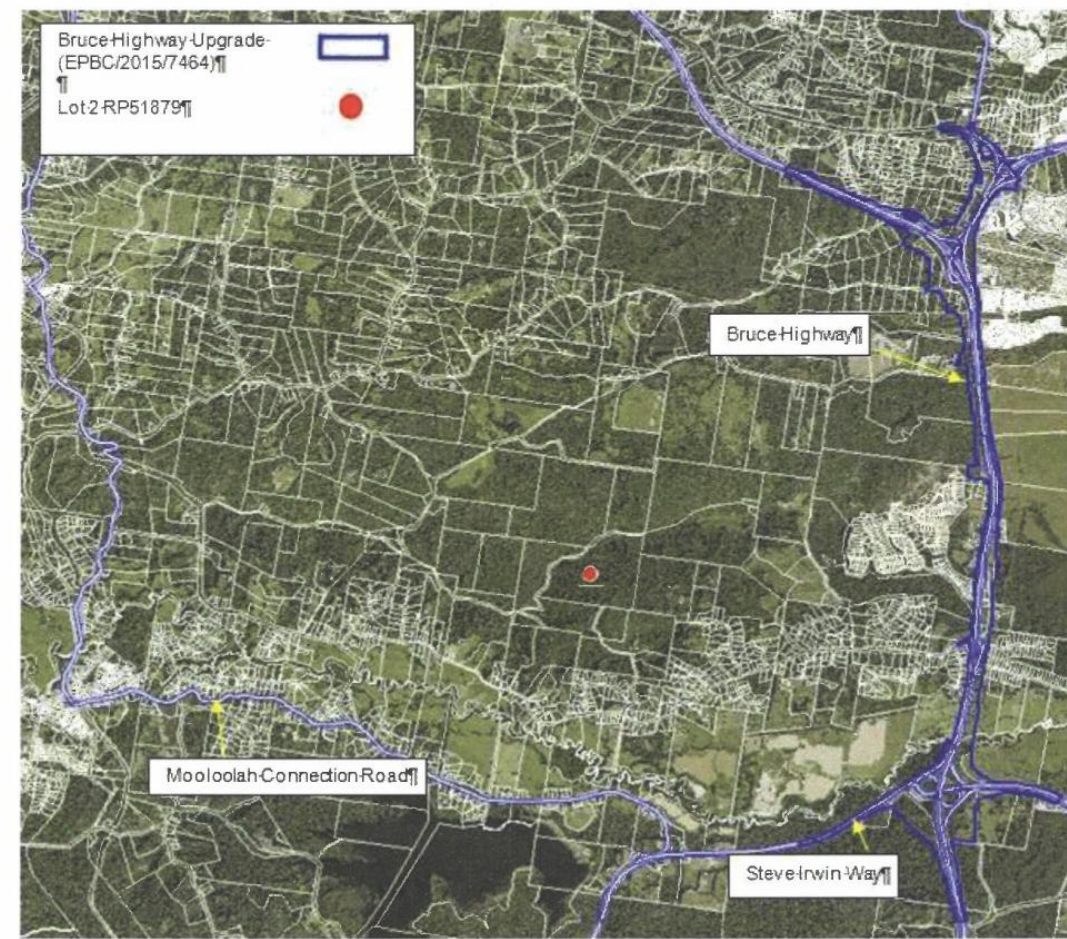 Bruce·Highway·Upgrade·
(EPBC/2015/7464)¶
¶
Lot·2·RP51879¶
Bruce·Highway¶
Mooloolah·Connection·Road¶
Steve·Irwin·Way¶